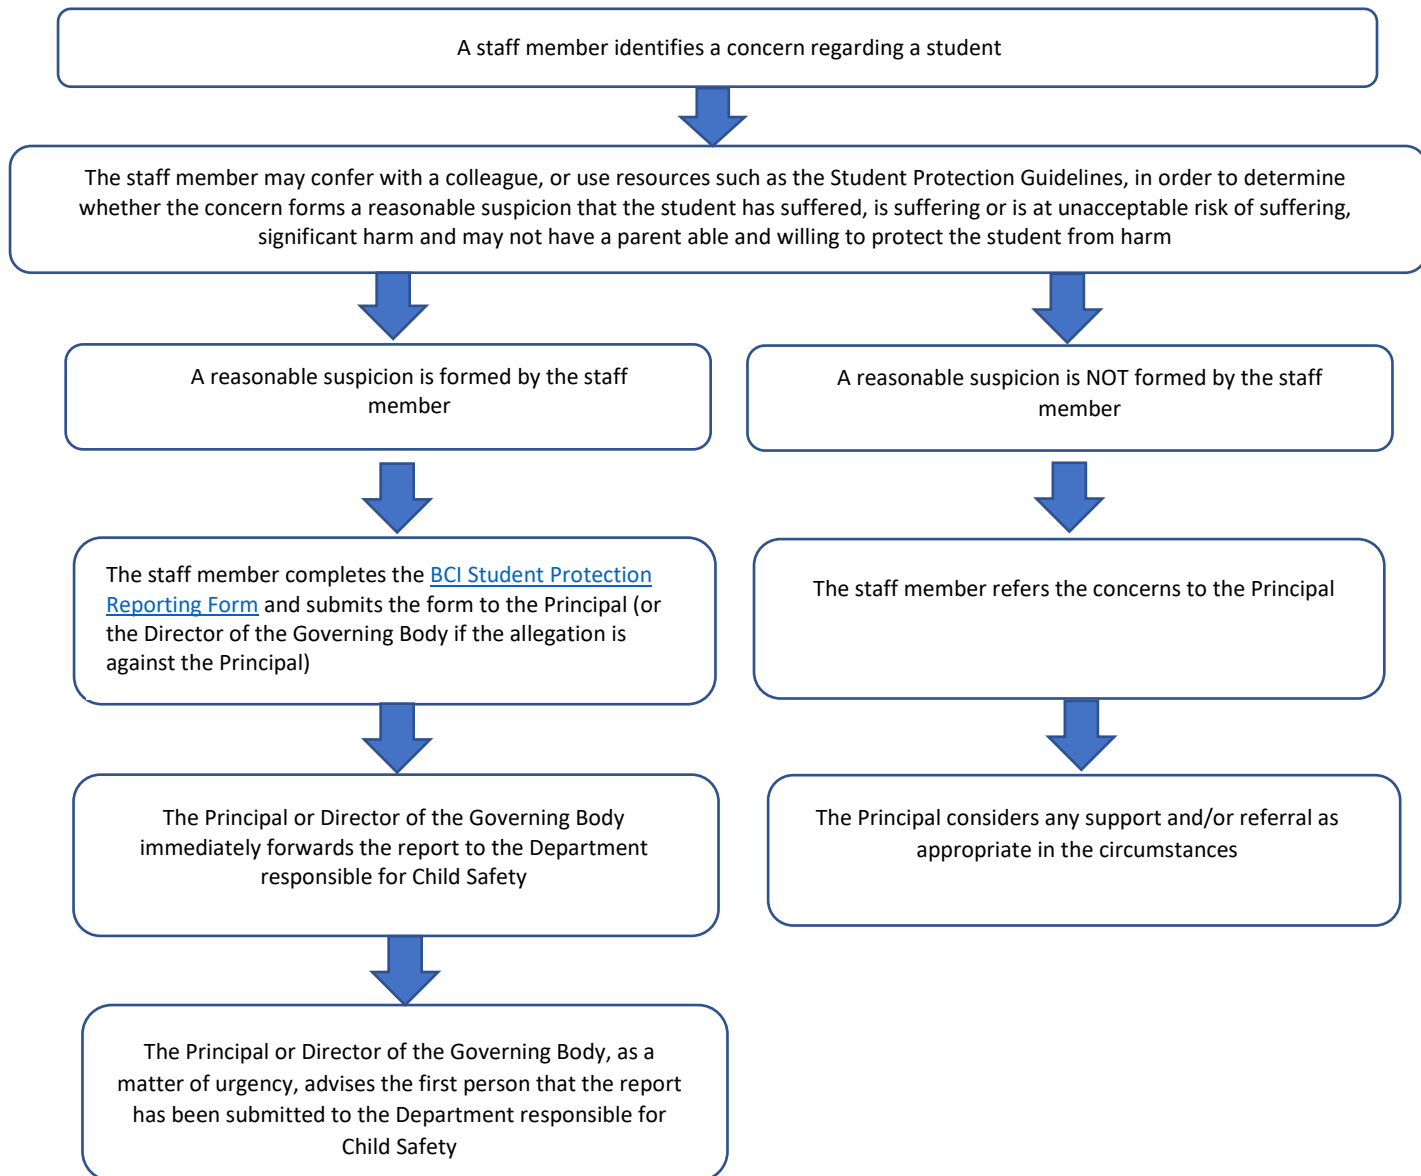 A staff member identifies a concern regarding a student
The staff member may confer with a colleague, or use resources such as the Student Protection Guidelines, in order to determine
whether the concern forms a reasonable suspicion that the student has suffered, is suffering or is at unacceptable risk of suffering,
significant harm and may not have a parent able and willing to protect the student from harm
A reasonable suspicion is formed by the staff
member
The staff member completes the BCI Student Protection
Reporting Form and submits the form to the Principal (or
the Director of the Governing Body if the allegation is
against the Principal)
The Principal or Director of the Governing Body
immediately forwards the report to the Department
responsible for Child Safety
The Principal or Director of the Governing Body, as a
matter of urgency, advises the first person that the report
has been submitted to the Department responsible for
Child Safety
A reasonable suspicion is NOT formed by the staff
member
The staff member refers the concerns to the Principal
The Principal considers any support and/or referral as
appropriate in the circumstances